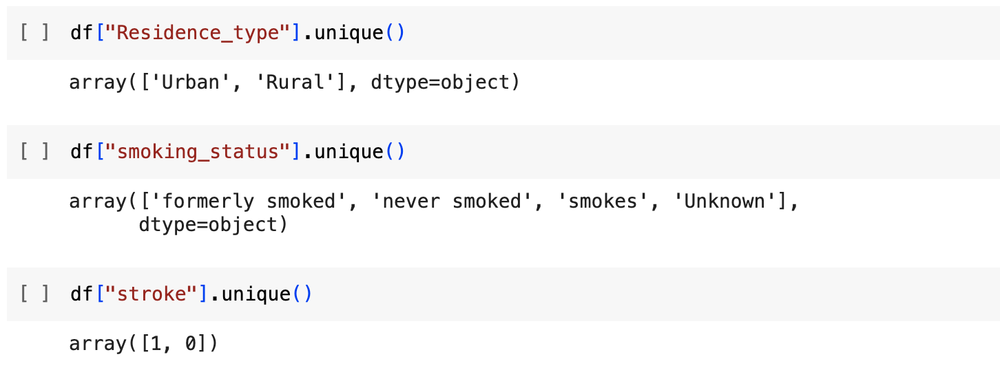 [ ] df["Residence_type"].unique()
array(['Urban', 'Rural'], dtype=object)
[ ] df["smoking_status"].unique()
array(['formerly smoked', 'never smoked', 'smokes', 'Unknown'],
dtype=object)
[ ] df["stroke"].unique()
array([1, 0])